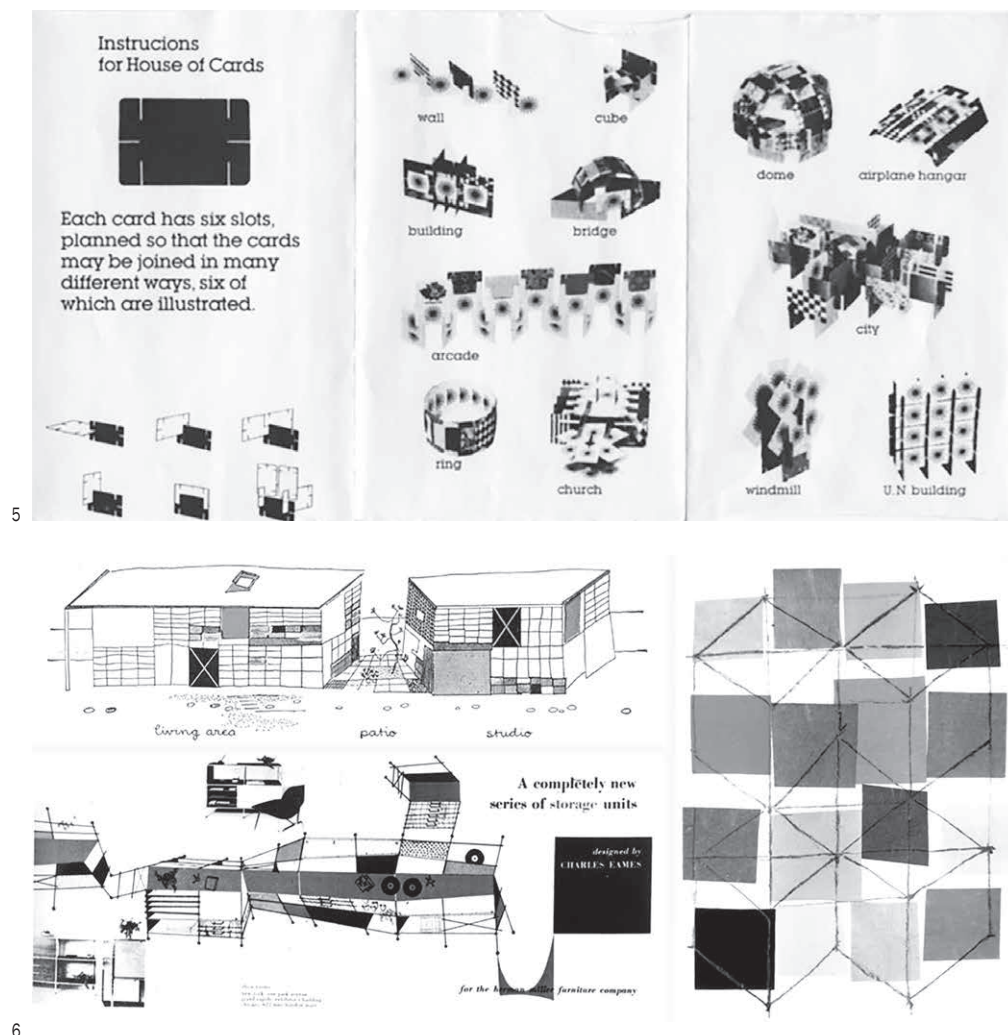 Instrucions
for House of Cards
Each card has six slots,
planned so that the cards
may be joined in many
different ways, six of
which are illustrated.
wall
cube
building
bridge
arcade
ring
church
dome
airplane hangar
city
windmill
U.N. building
5
living area
patio
studio
A completely new
series of storage units
designed by
CHARLES EAMES
for the herman miller furniture company
6